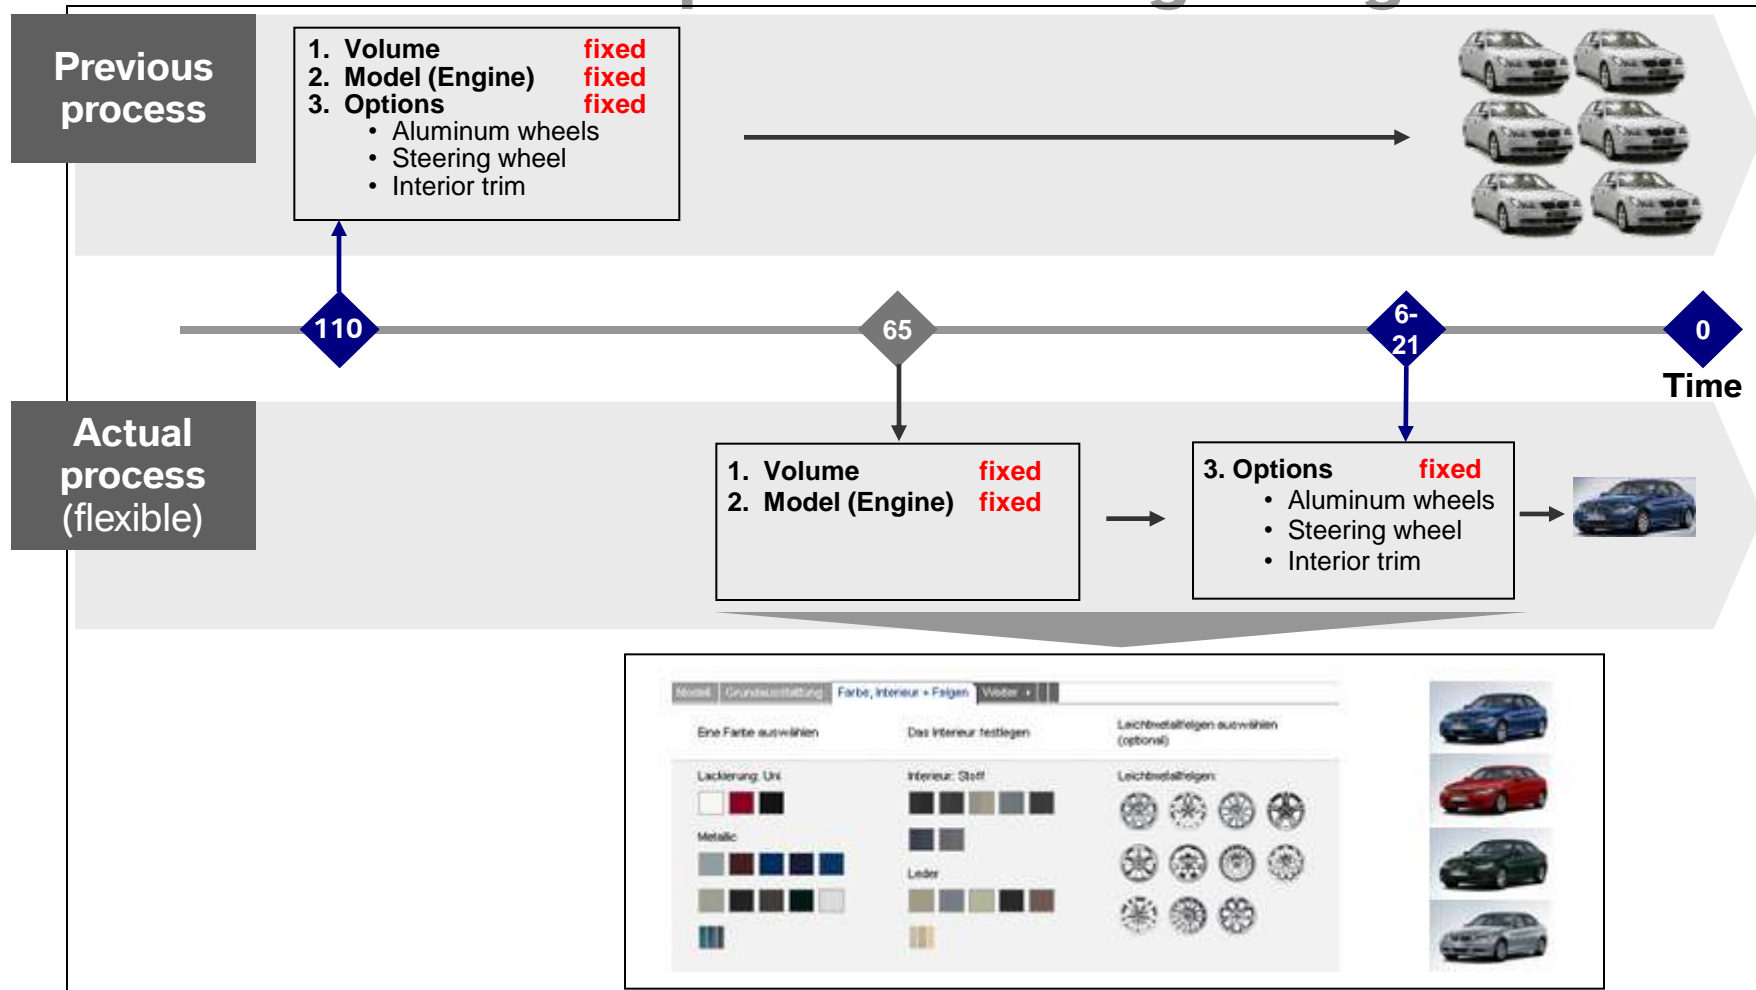 Previous
process
1. Volume fixed
2. Model (Engine) fixed
3. Options fixed
• Aluminum wheels
• Steering wheel
• Interior trim
110
65
6-
21
0
Time
Actual
process
(flexible)
1. Volume fixed
2. Model (Engine) fixed
3. Options fixed
• Aluminum wheels
• Steering wheel
• Interior trim
Modell Grundausstattung Farbe, Interieur + Felgen Weiter
Eine Farbe auswählen
Das Interieur festlegen
Leichtmetallfelgen auswählen
(optional)
Lackierung: Uni
Interieur: Stoff
Leichtmetallfelgen:
Metallic
Leder